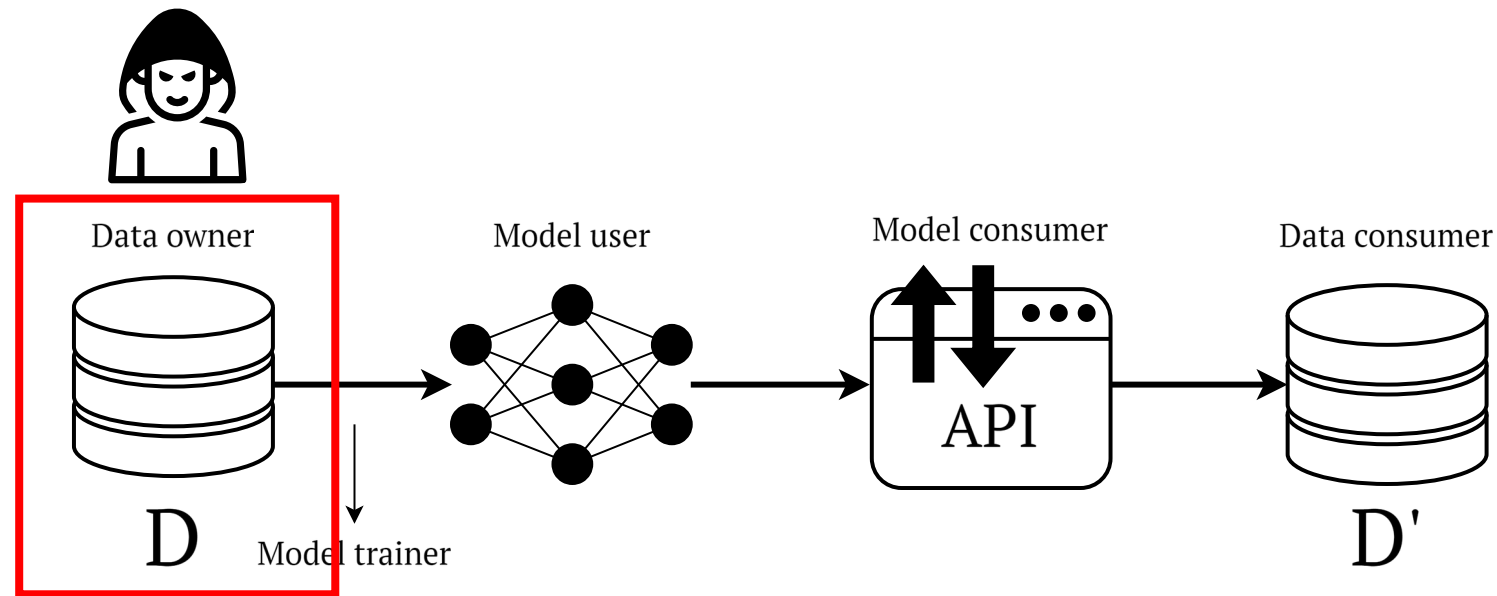 Data owner
Model user
Model consumer
Data consumer
API
D
Model trainer
D'